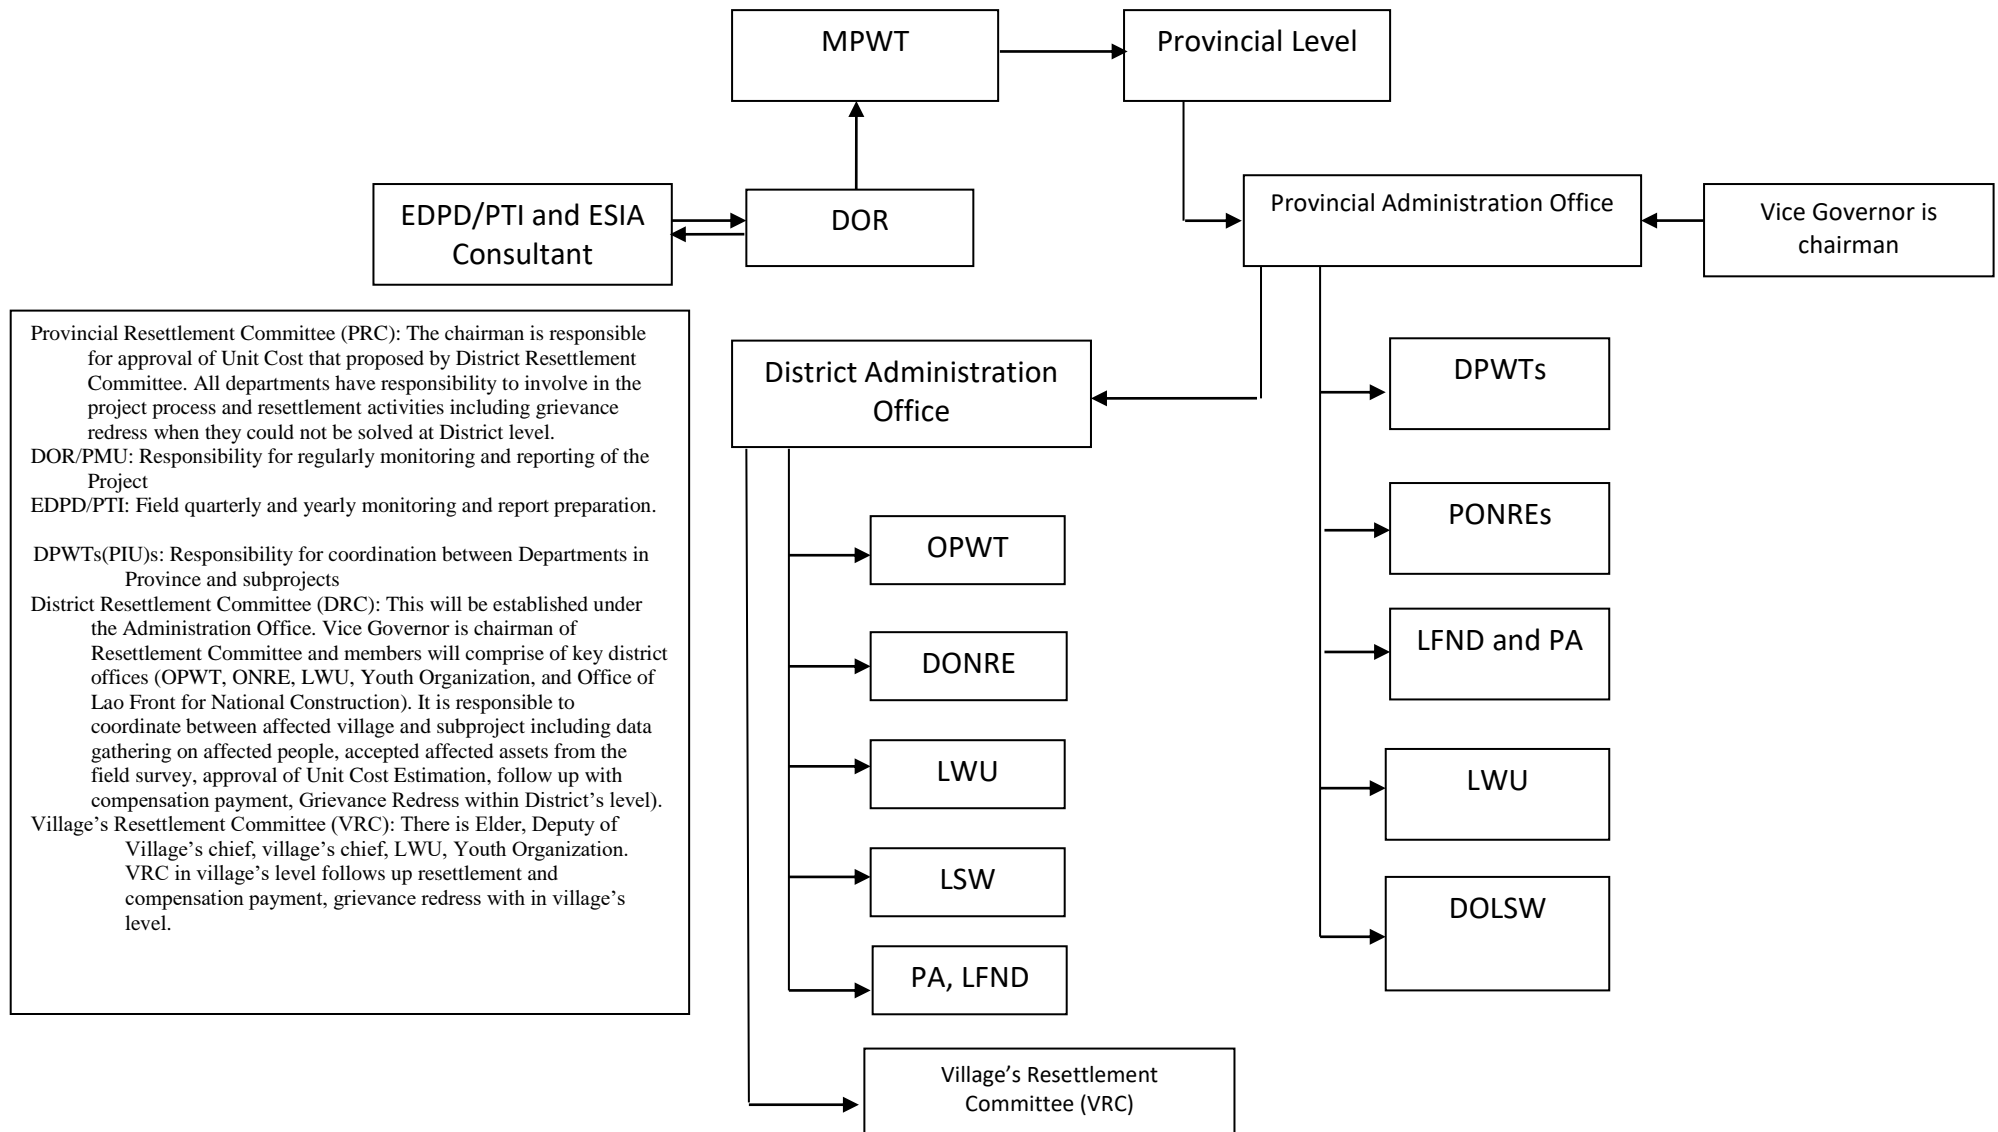 MPWT
Provincial Level
EDPD/PTI and ESIA
Consultant
DOR
Provincial Administration Office
Vice Governor is
chairman
Provincial Resettlement Committee (PRC): The chairman is responsible
for approval of Unit Cost that proposed by District Resettlement
Committee. All departments have responsibility to involve in the
project process and resettlement activities including grievance
redress when they could not be solved at District level.
DOR/PMU: Responsibility for regularly monitoring and reporting of the
Project
EDPD/PTI: Field quarterly and yearly monitoring and report preparation.
DPWTs(PIU)s: Responsibility for coordination between Departments in
Province and subprojects
District Resettlement Committee (DRC): This will be established under
the Administration Office. Vice Governor is chairman of
Resettlement Committee and members will comprise of key district
offices (OPWT, ONRE, LWU, Youth Organization, and Office of
Lao Front for National Construction). It is responsible to
coordinate between affected village and subproject including data
gathering on affected people, accepted affected assets from the
field survey, approval of Unit Cost Estimation, follow up with
compensation payment, Grievance Redress within District’s level).
Village’s Resettlement Committee (VRC): There is Elder, Deputy of
Village’s chief, village’s chief, LWU, Youth Organization.
VRC in village’s level follows up resettlement and
compensation payment, grievance redress with in village’s
level.
District Administration
Office
OPWT
DONRE
LWU
LSW
PA, LFND
Village’s Resettlement
Committee (VRC)
DPWTs
PONREs
LFND and PA
LWU
DOLSW